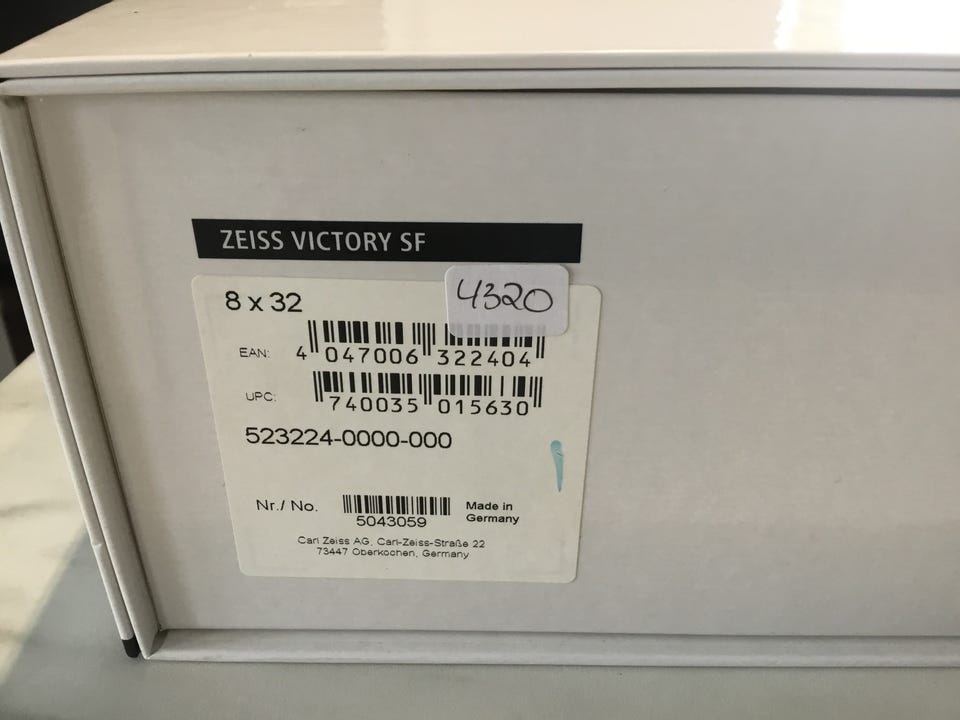 ZEISS VICTORY SF
4320
8 x 32
EAN: 4 047006 322404
UPC: 740035 015630
523224-0000-000
Nr./ No. 5043059 Made in
Germany
Carl Zeiss AG, Carl-Zeiss-Straße 22
73447 Oberkochen, Germany